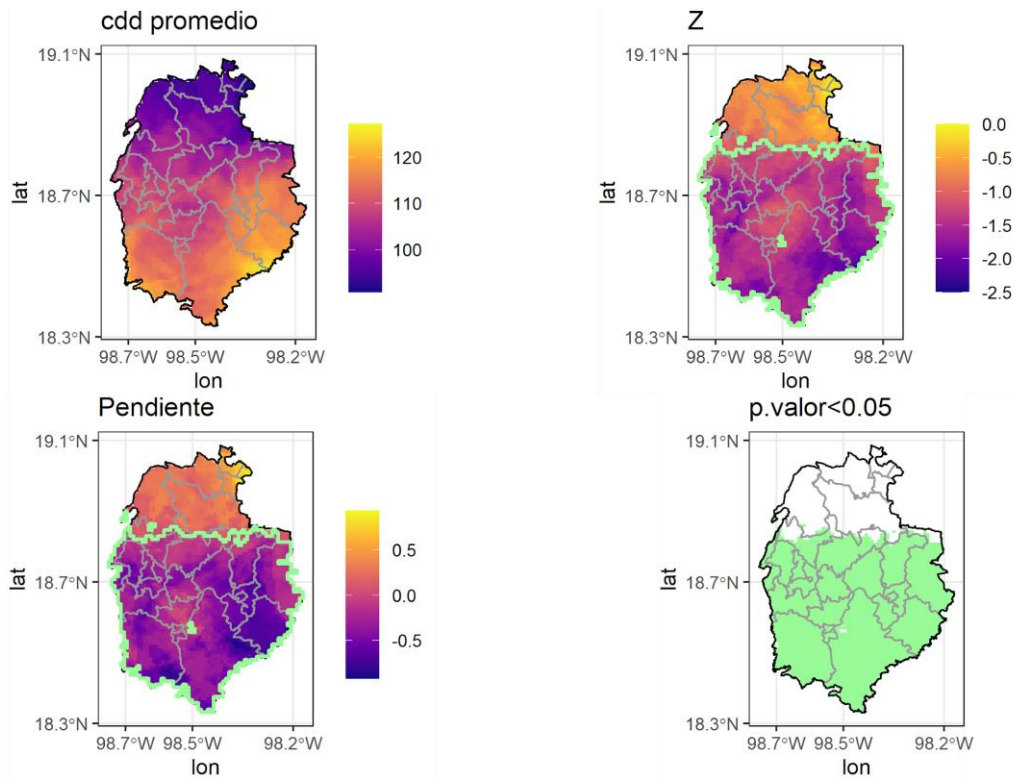 cdd promedio
19.1°N
18.7°N
18.3°N
lat
98.7°W 98.5°W 98.2°W
lon
120
110
100
Z
19.1°N
18.7°N
18.3°N
lat
98.7°W 98.5°W 98.2°W
lon
0.0
-0.5
-1.0
-1.5
-2.0
-2.5
Pendiente
19.1°N
18.7°N
18.3°N
lat
98.7°W 98.5°W 98.2°W
lon
0.5
0.0
-0.5
p.valor<0.05
19.1°N
18.7°N
18.3°N
lat
98.7°W 98.5°W 98.2°W
lon